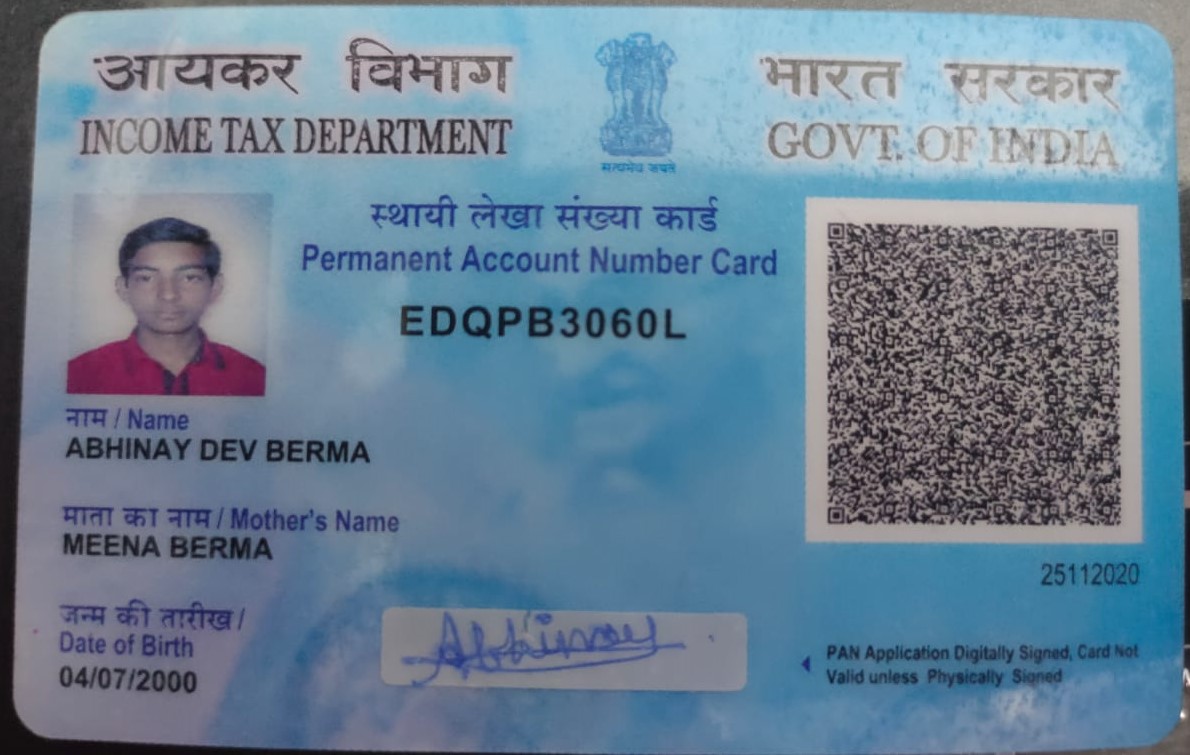 आयकर विभाग
INCOME TAX DEPARTMENT
सत्यमेव जयते
भारत सरकार
GOVT. OF INDIA
स्थायी लेखा संख्या कार्ड
Permanent Account Number Card
EDQPB3060L
नाम / Name
ABHINAY DEV BERMA
माता का नाम / Mother's Name
MEENA BERMA
25112020
जन्म की तारीख /
Date of Birth
04/07/2000
Abhinay
PAN Application Digitally Signed, Card Not
Valid unless Physically Signed